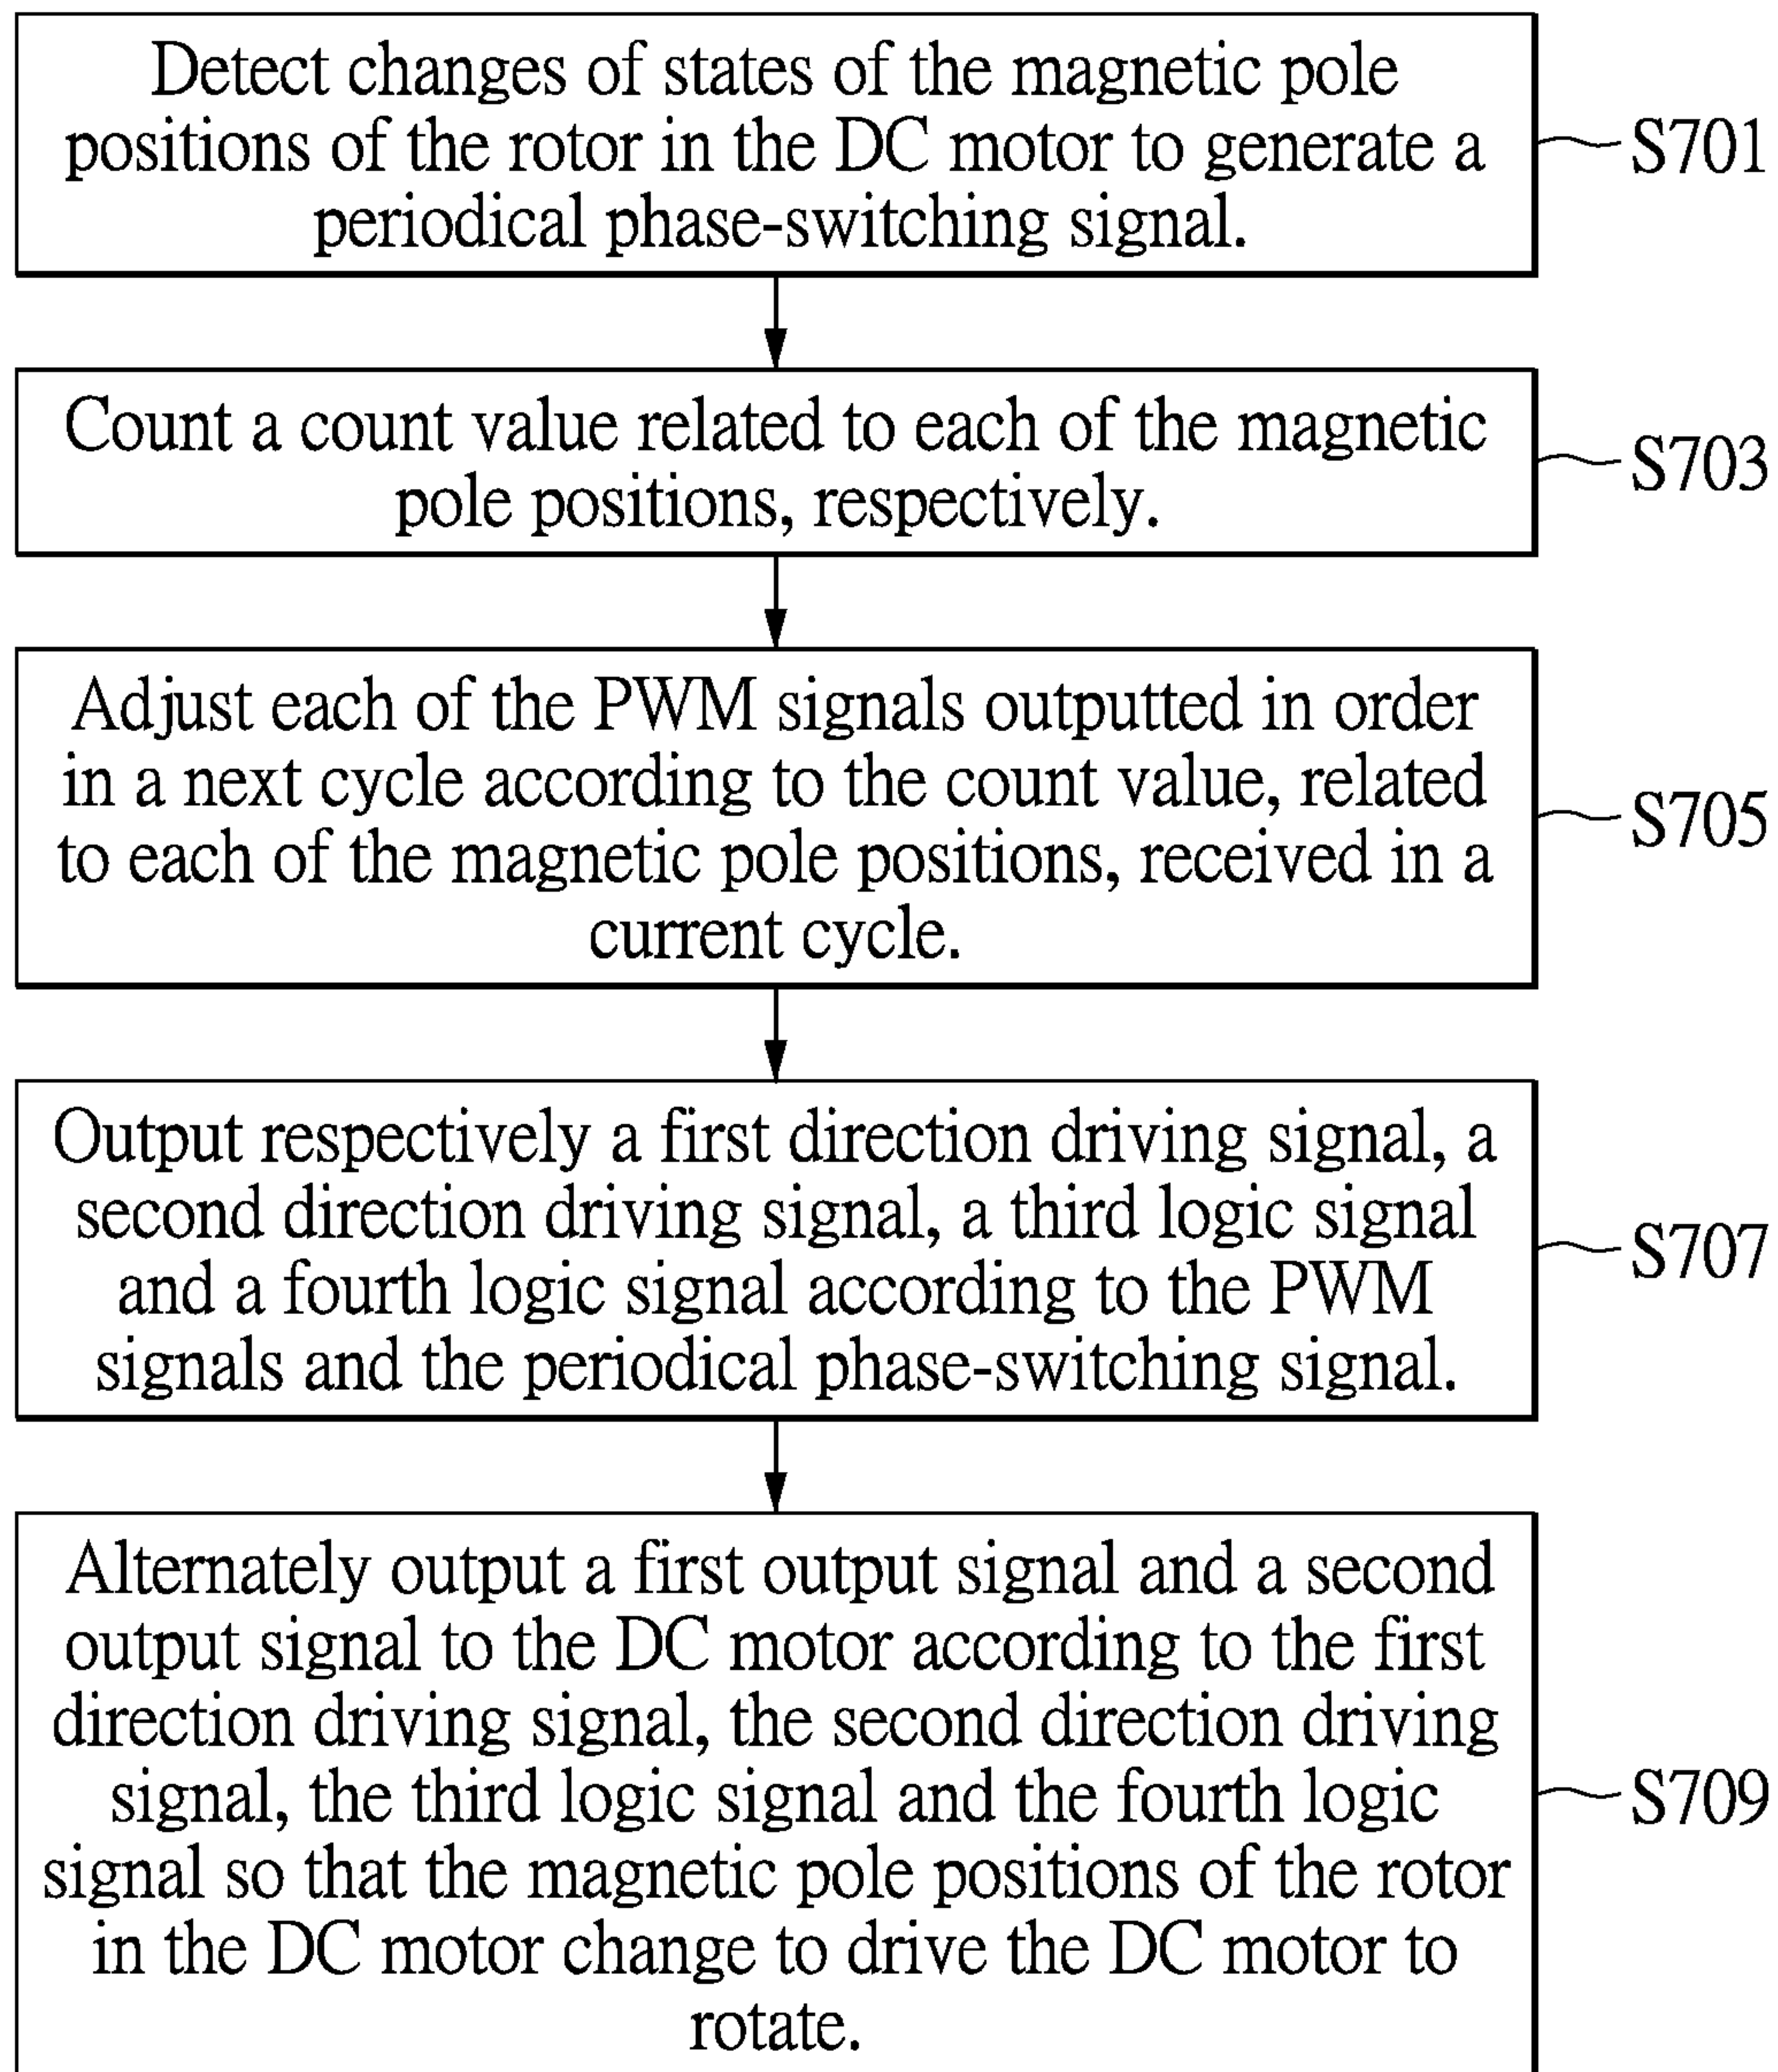 Detect changes of states of the magnetic pole
positions of the rotor in the DC motor to generate a
periodical phase-switching signal.
S701
Count a count value related to each of the magnetic
pole positions, respectively.
S703
Adjust each of the PWM signals outputted in order
in a next cycle according to the count value, related
to each of the magnetic pole positions, received in a
current cycle.
S705
Output respectively a first direction driving signal, a
second direction driving signal, a third logic signal
and a fourth logic signal according to the PWM
signals and the periodical phase-switching signal.
S707
Alternately output a first output signal and a second
output signal to the DC motor according to the first
direction driving signal, the second direction driving
signal, the third logic signal and the fourth logic
signal so that the magnetic pole positions of the rotor
in the DC motor change to drive the DC motor to
rotate.
S709